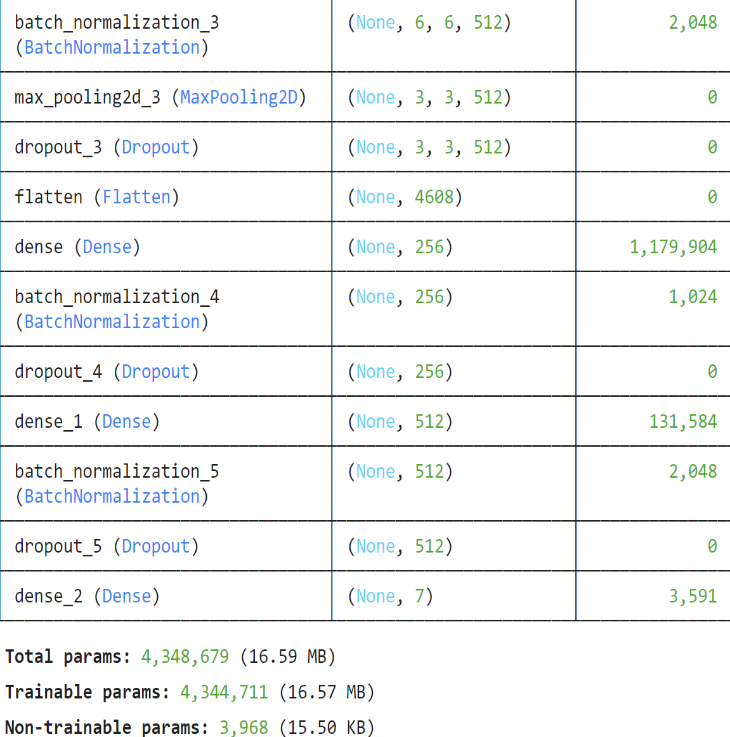 batch_normalization_3 (None, 6, 6, 512) 2,048
(BatchNormalization)
max_pooling2d_3 (MaxPooling2D) (None, 3, 3, 512) 0
dropout_3 (Dropout) (None, 3, 3, 512) 0
flatten (Flatten) (None, 4608) 0
dense (Dense) (None, 256) 1,179,904
batch_normalization_4 (None, 256) 1,024
(BatchNormalization)
dropout_4 (Dropout) (None, 256) 0
dense_1 (Dense) (None, 512) 131,584
batch_normalization_5 (None, 512) 2,048
(BatchNormalization)
dropout_5 (Dropout) (None, 512) 0
dense_2 (Dense) (None, 7) 3,591
Total params: 4,348,679 (16.59 MB)
Trainable params: 4,344,711 (16.57 MB)
Non-trainable params: 3,968 (15.50 KB)